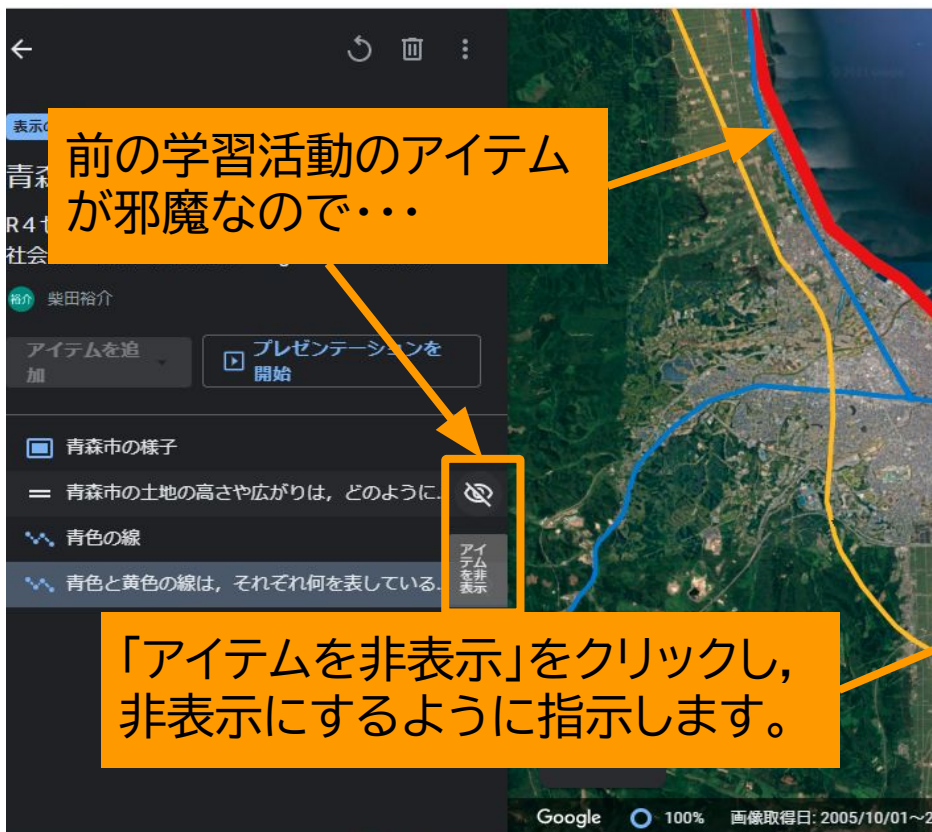 表示の
前の学習活動のアイテム
が邪魔なので・・・
青森
R4
社会
裕介 柴田裕介
アイテムを追
加
プレゼンテーションを
開始
青森市の様子
青森市の土地の高さや広がりは，どのように...
青色の線
青色と黄色の線は，それぞれ何を表している...
アイ
テム
を非
表示
「アイテムを非表示」をクリックし，
非表示にするように指示します。
Google 100% 画像取得日: 2005/10/01～2